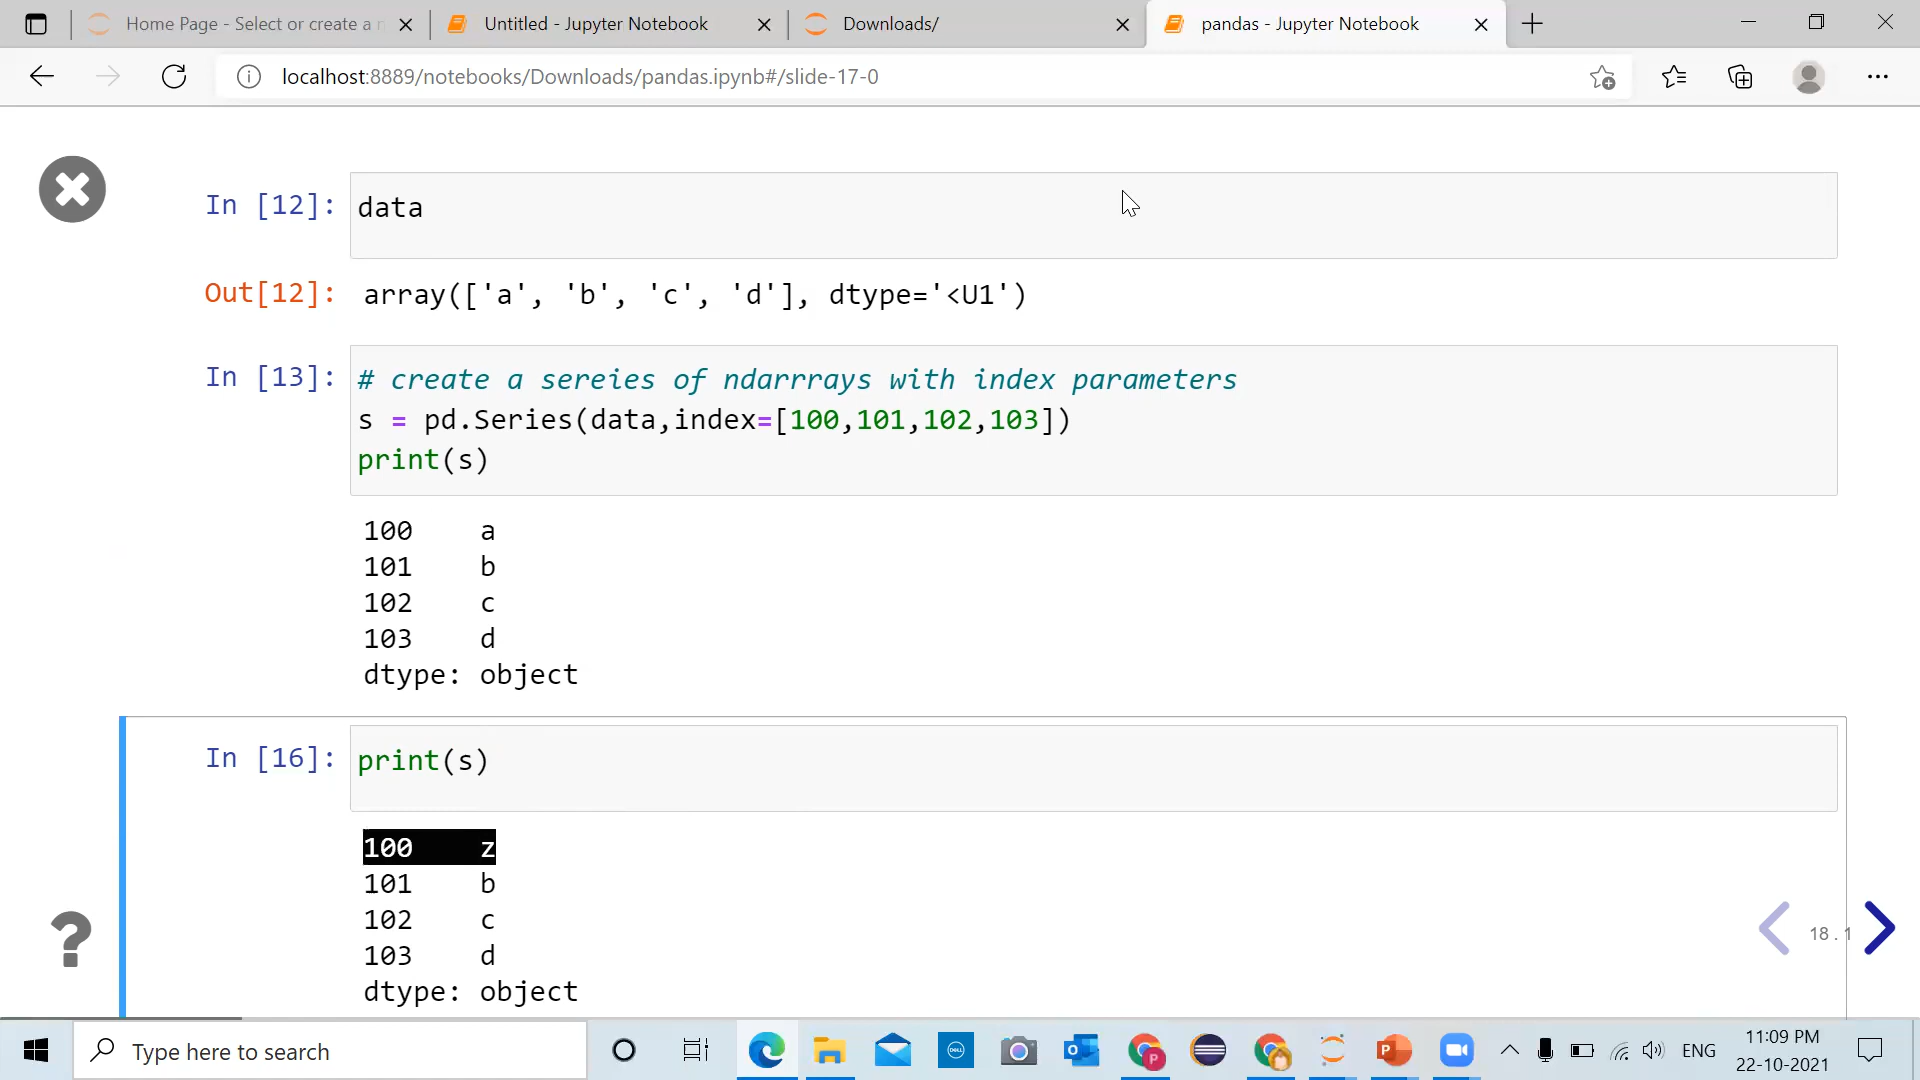 Home Page - Select or create a n
Untitled - Jupyter Notebook
Downloads/
pandas - Jupyter Notebook
localhost:8889/notebooks/Downloads/pandas.ipynb#/slide-17-0
In [12]: data
Out[12]: array(['a', 'b', 'c', 'd'], dtype='<U1')
In [13]: # create a sereies of ndarrrays with index parameters
s = pd.Series(data,index=[100,101,102,103])
print(s)
100 a
101 b
102 c
103 d
dtype: object
In [16]: print(s)
100 z
101 b
102 c
103 d
dtype: object
18 . 1
Type here to search
DELL
P
P
ENG
11:09 PM
22-10-2021